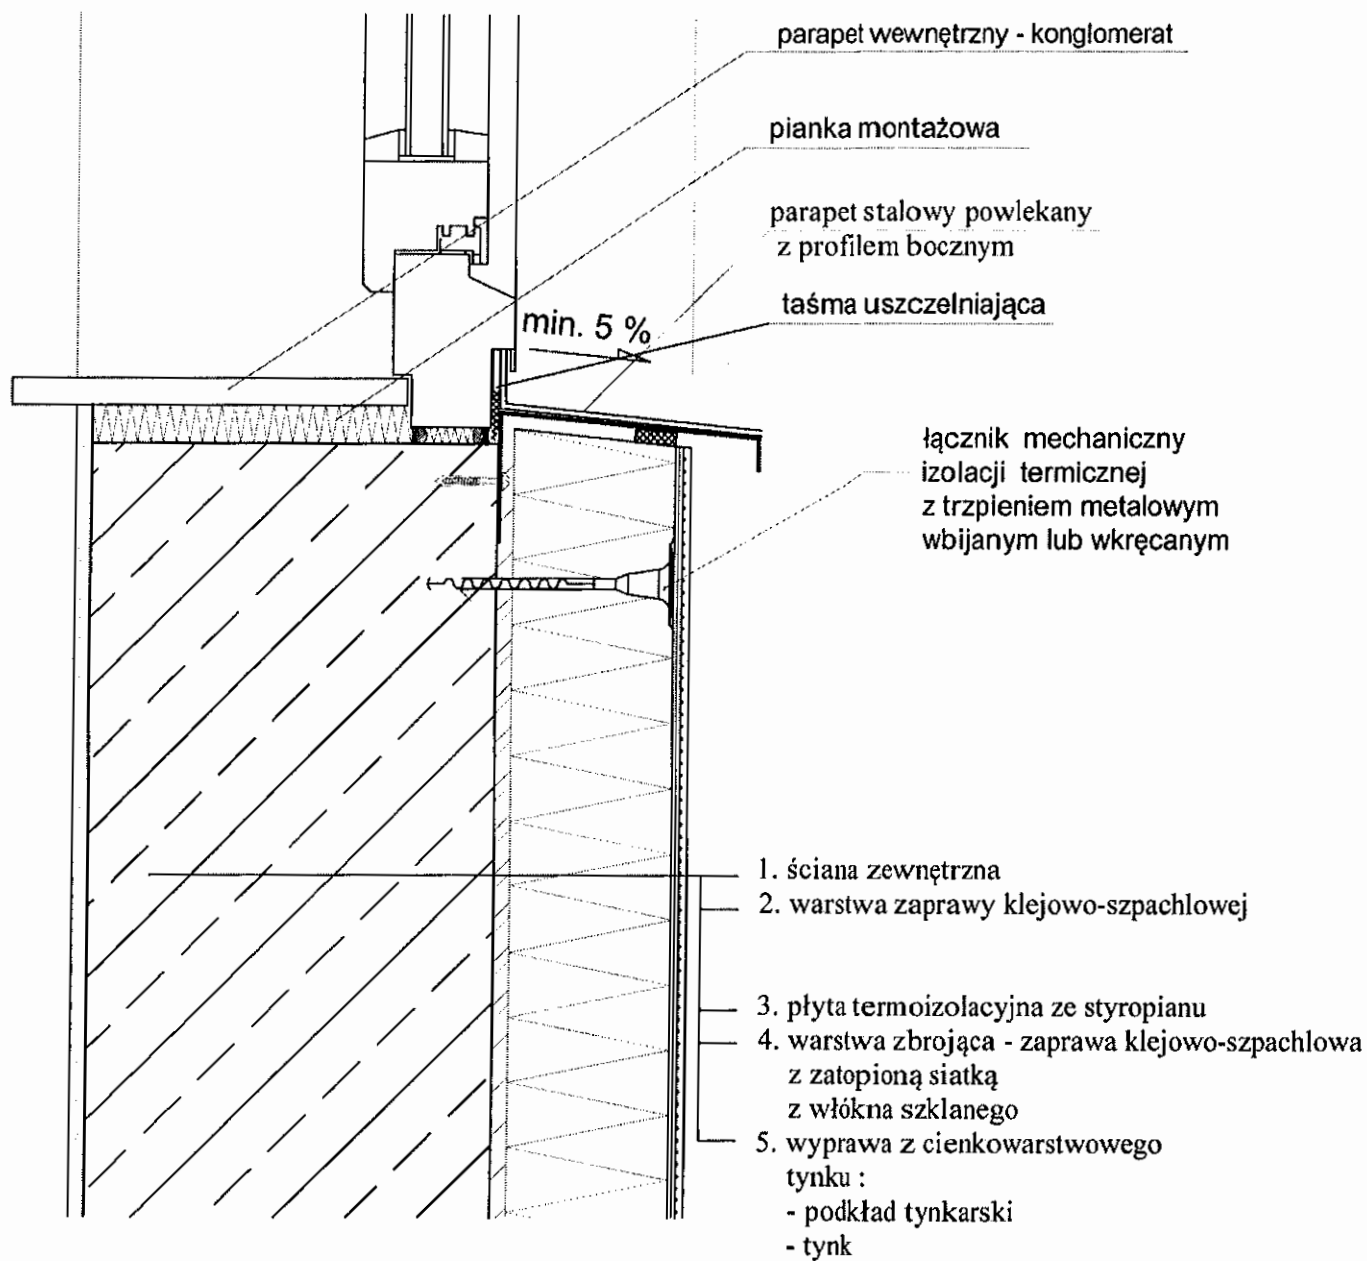 parapet wewnętrzny - konglomerat
pianka montażowa
parapet stalowy powlekany
z profilem bocznym
taśma uszczelniająca
min. 5 %
łącznik mechaniczny
izolacji termicznej
z trzpieniem metalowym
wbijanym lub wkręcanym
1. ściana zewnętrzna
2. warstwa zaprawy klejowo-szpachlowej
3. płyta termoizolacyjna ze styropianu
4. warstwa zbrojąca - zaprawa klejowo-szpachlowa
z zatopioną siatką
z włókna szklanego
5. wyprawa z cienkowarstwowego
tynku :
- podkład tynkarski
- tynk